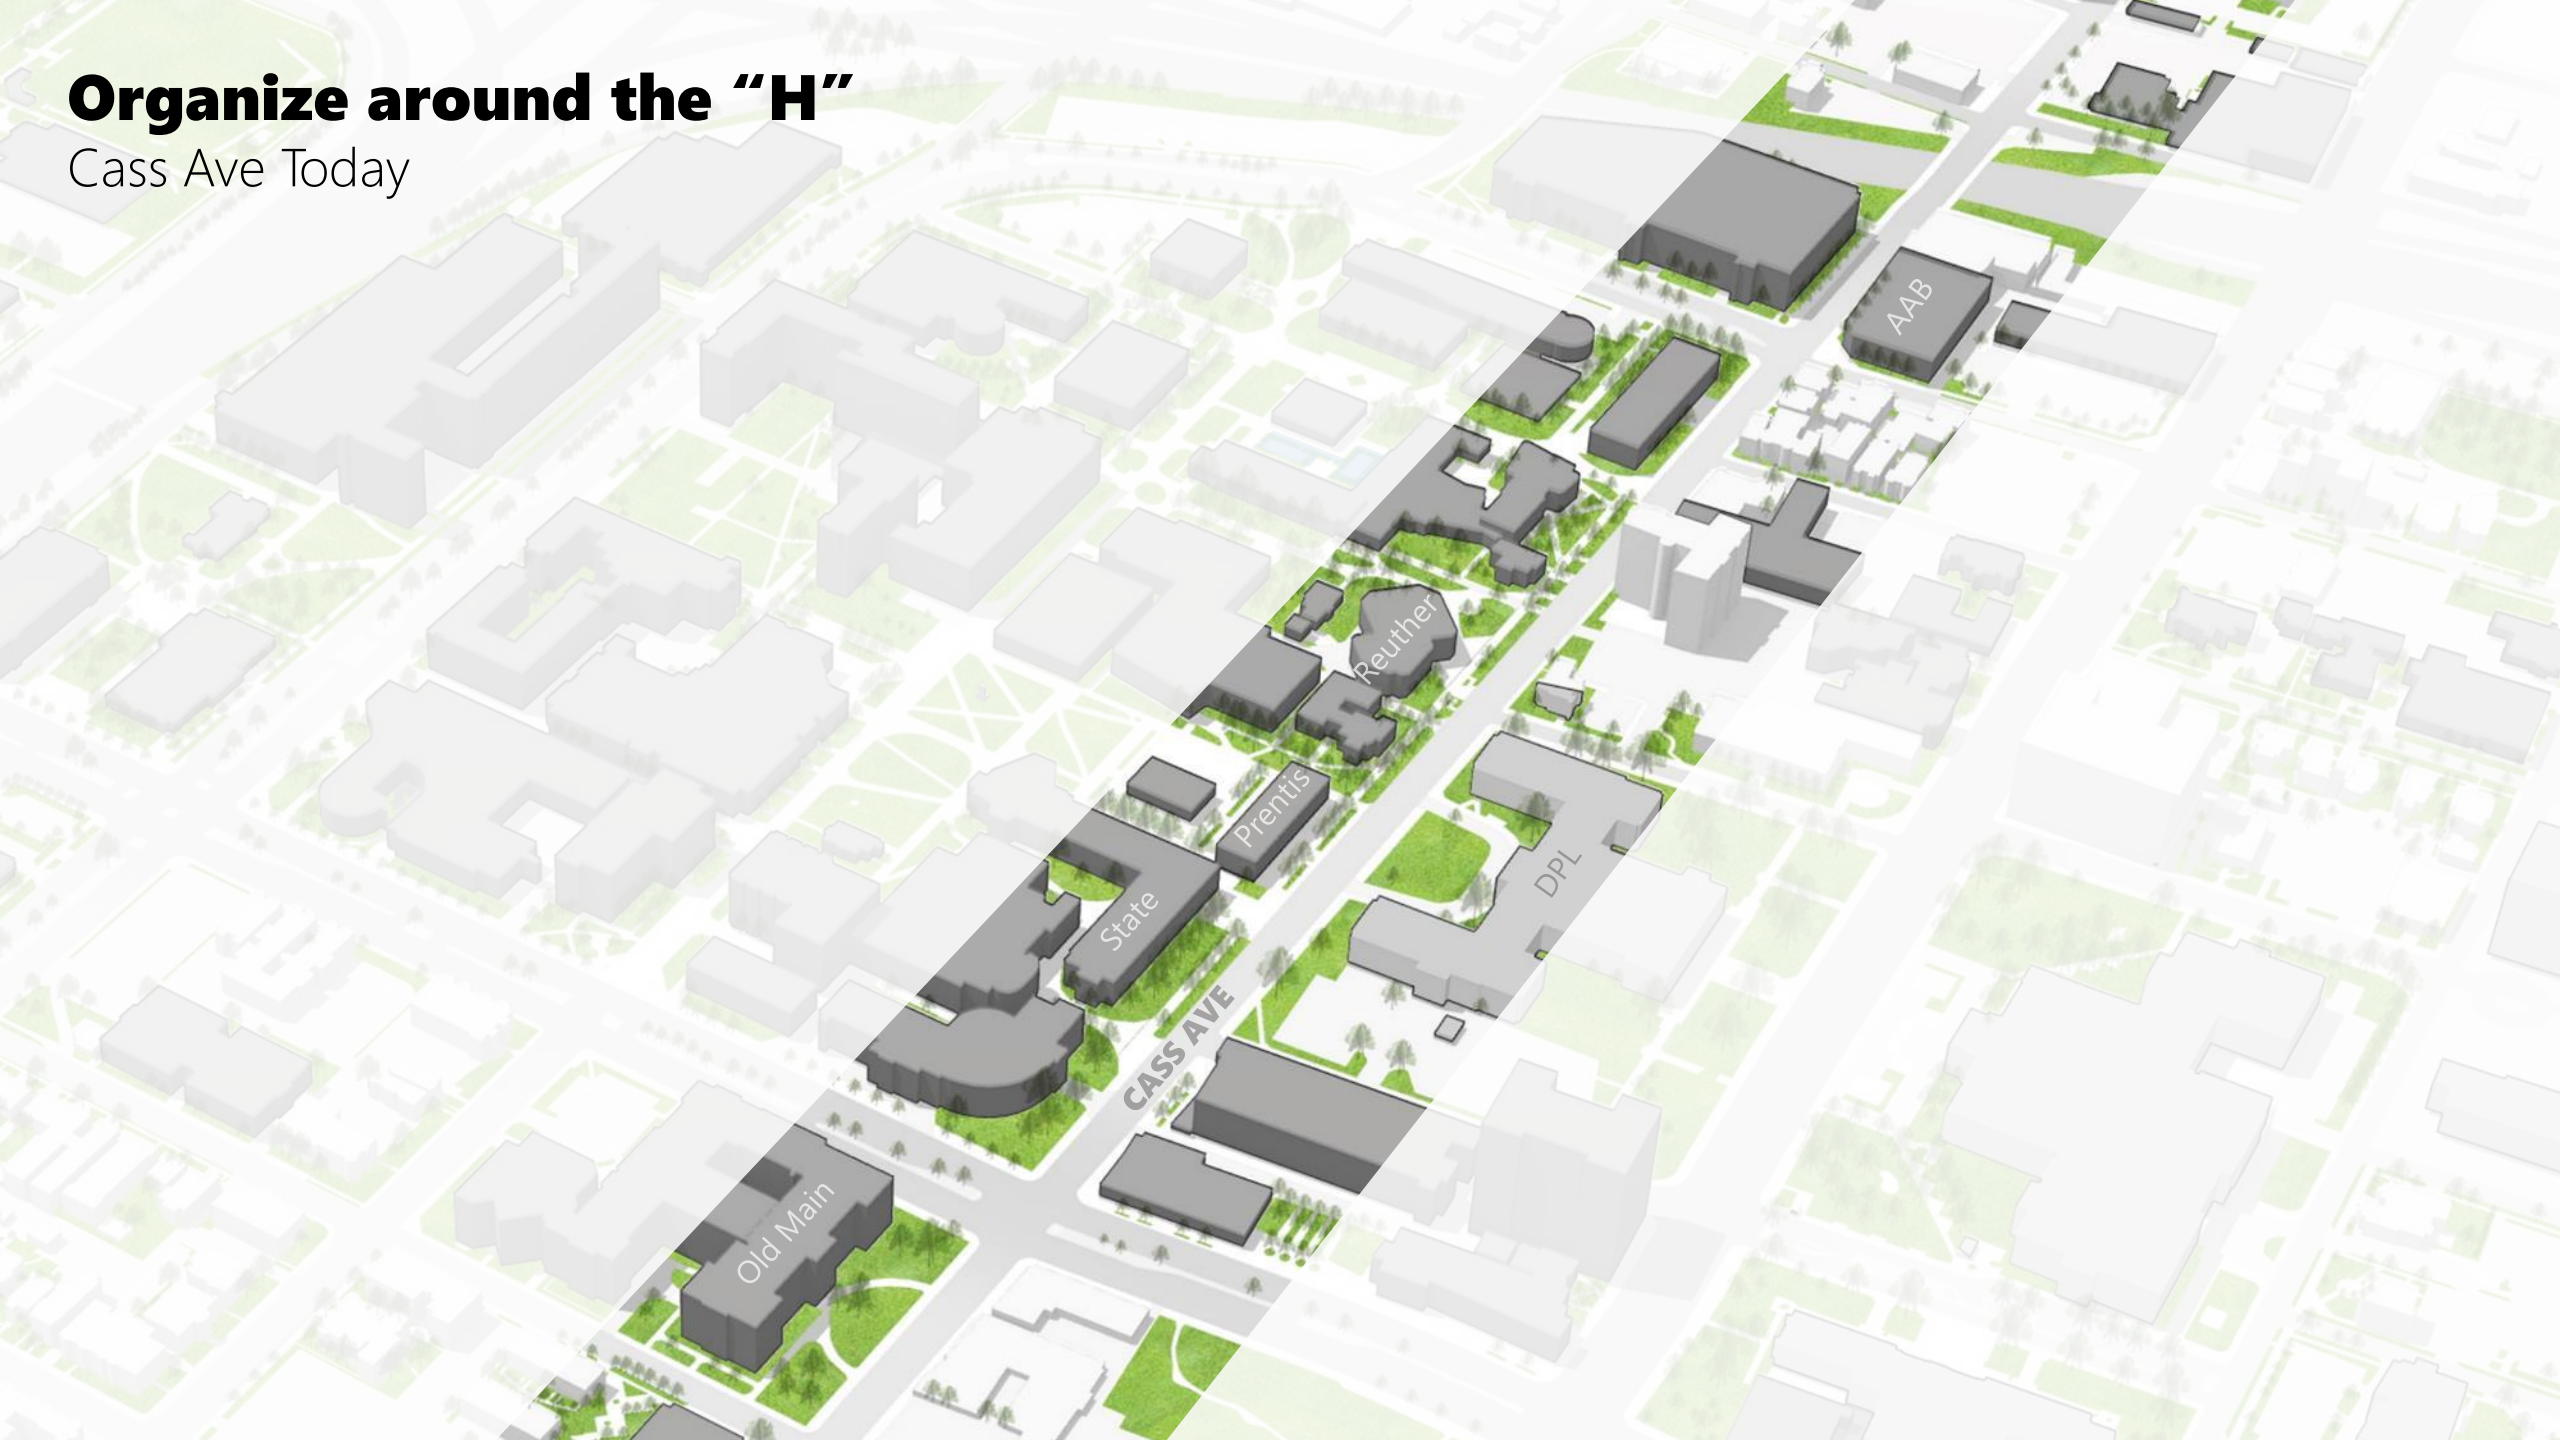 Organize around the “H”
Cass Ave Today
AAB
Reuther
Prentis
DPL
State
CASS AVE
Old Main